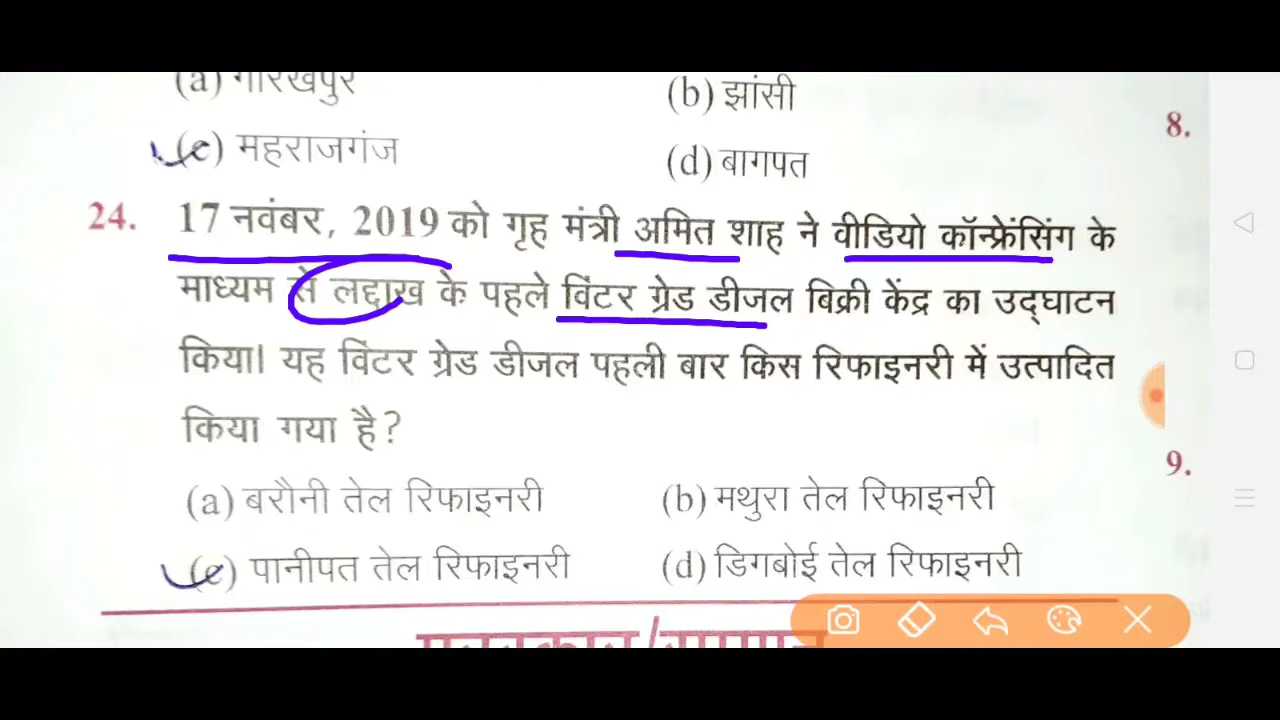 (a) गोरखपुर
(b) झांसी
(c) महराजगंज
(d) बागपत
24. 17 नवंबर, 2019 को गृह मंत्री अमित शाह ने वीडियो कॉन्फ्रेंसिंग के
माध्यम से लद्दाख के पहले विंटर ग्रेड डीजल बिक्री केंद्र का उद्घाटन
किया। यह विंटर ग्रेड डीजल पहली बार किस रिफाइनरी में उत्पादित
किया गया है?
(a) बरौनी तेल रिफाइनरी
(b) मथुरा तेल रिफाइनरी
(c) पानीपत तेल रिफाइनरी
(d) डिगबोई तेल रिफाइनरी
8.
9.